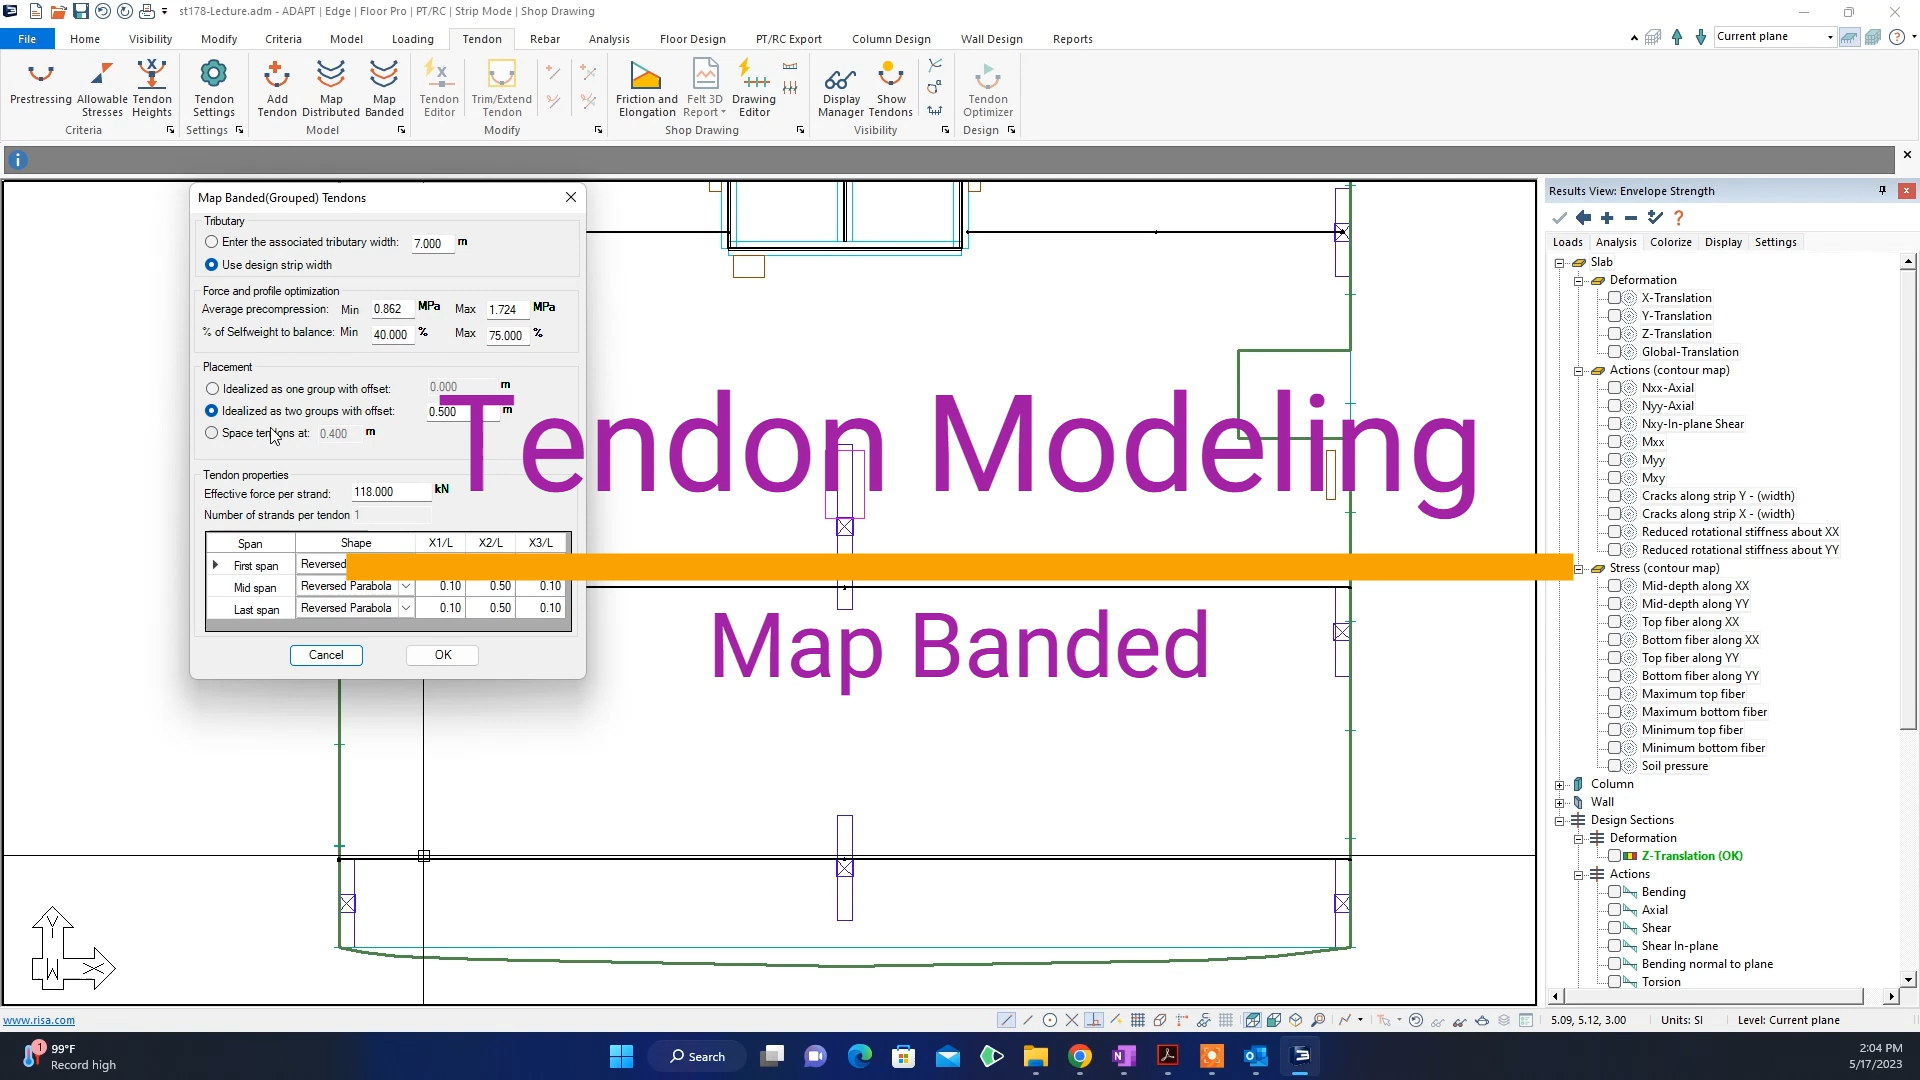 st178-Lecture.adm - ADAPT | Edge | Floor Pro | PT/RC | Strip Mode | Shop Drawing
File Home Visibility Modify Criteria Model Loading Tendon Rebar Analysis Floor Design PT/RC Export Column Design Wall Design Reports Current plane
Prestressing Allowable Stresses Tendon Heights Tendon Settings Add Tendon Map Distributed Map Banded Tendon Editor Trim/Extend Tendon Friction and Elongation Felt 3D Report Drawing Editor Display Manager Show Tendons Tendon Optimizer
Criteria Settings Model Modify Shop Drawing Visibility Design
Map Banded(Grouped) Tendons
Tributary
Enter the associated tributary width: 7.000 m
Use design strip width
Force and profile optimization
Average precompression: Min 0.862 MPa Max 1.724 MPa
% of Selfweight to balance: Min 40.000 % Max 75.000 %
Placement
Idealized as one group with offset: 0.000 m
Idealized as two groups with offset: 0.500 m
Space tendons at: 0.400 m
Tendon properties
Effective force per strand: 118.000 kN
Number of strands per tendon 1
Span Shape X1/L X2/L X3/L
First span Reversed
Mid span Reversed Parabola 0.10 0.50 0.10
Last span Reversed Parabola 0.10 0.50 0.10
Cancel OK
Tendon Modeling
Map Banded
Y
W X
Results View: Envelope Strength
Loads Analysis Colorize Display Settings
Slab
Deformation
X-Translation
Y-Translation
Z-Translation
Global-Translation
Actions (contour map)
Nxx-Axial
Nyy-Axial
Nxy-In-plane Shear
Mxx
Myy
Mxy
Cracks along strip Y - (width)
Cracks along strip X - (width)
Reduced rotational stiffness about XX
Reduced rotational stiffness about YY
Stress (contour map)
Mid-depth along XX
Mid-depth along YY
Top fiber along XX
Bottom fiber along XX
Top fiber along YY
Bottom fiber along YY
Maximum top fiber
Maximum bottom fiber
Minimum top fiber
Minimum bottom fiber
Soil pressure
Column
Wall
Design Sections
Deformation
Z-Translation (OK)
Actions
Bending
Axial
Shear
Shear In-plane
Bending normal to plane
Torsion
www.risa.com 5.09, 5.12, 3.00 Units: SI Level: Current plane
1 99°F
Record high
Search
2:04 PM
5/17/2023